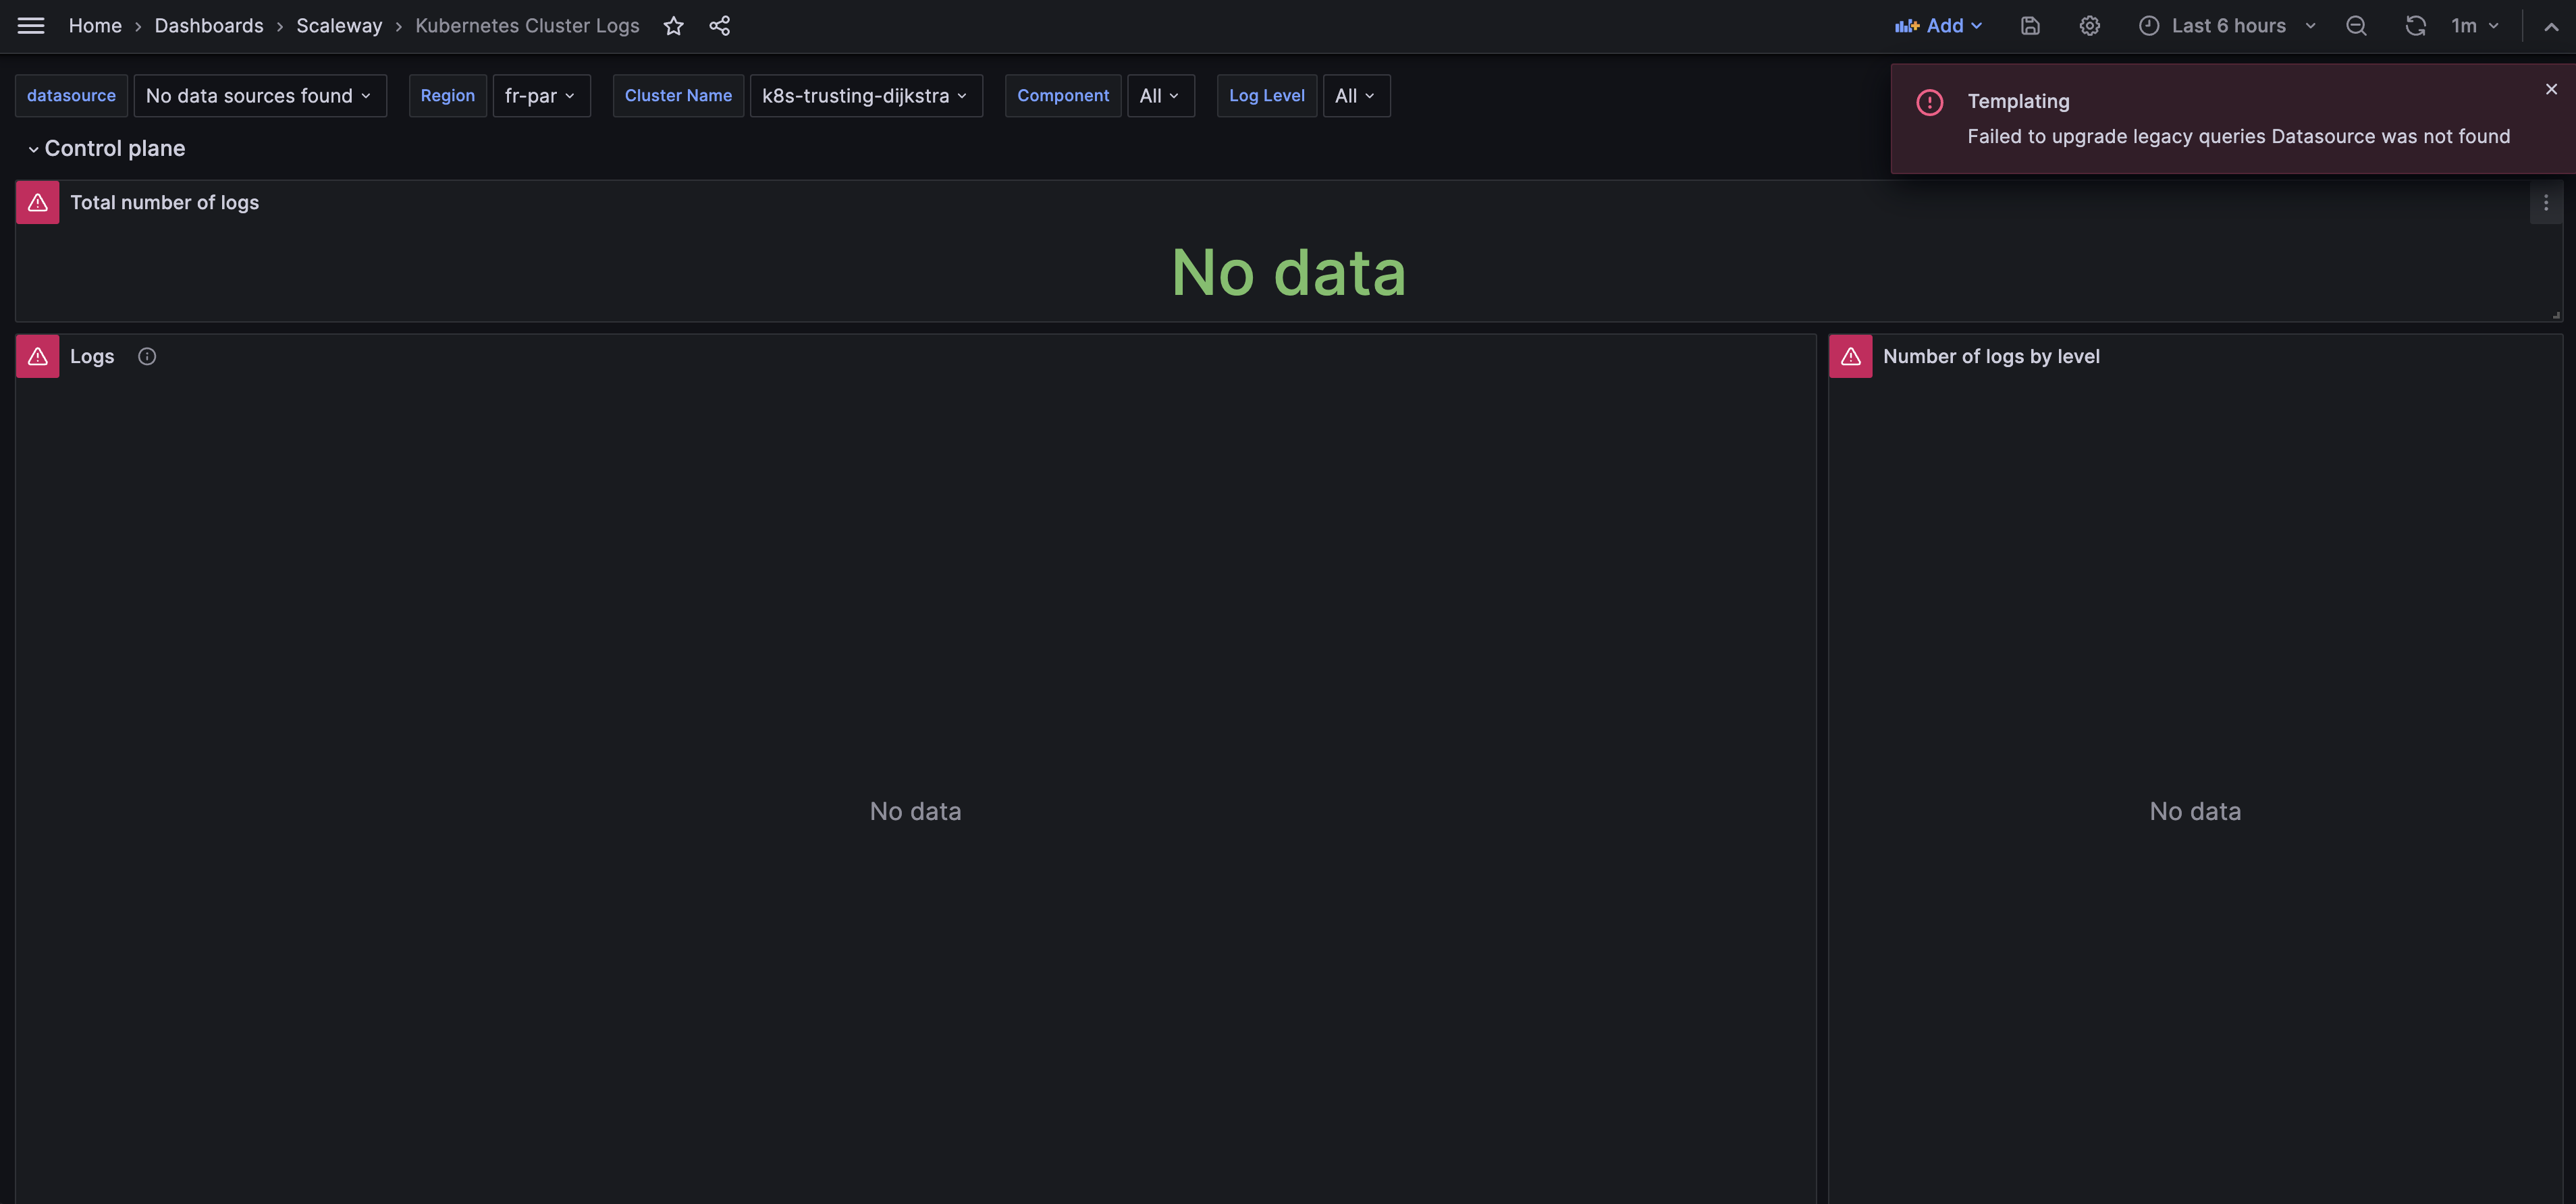 Home › Dashboards › Scaleway › Kubernetes Cluster Logs Add Last 6 hours 1m
datasource No data sources found Region fr-par Cluster Name k8s-trusting-dijkstra Component All Log Level All
Templating
Failed to upgrade legacy queries Datasource was not found
Control plane
Total number of logs
No data
Logs
Number of logs by level
No data
No data